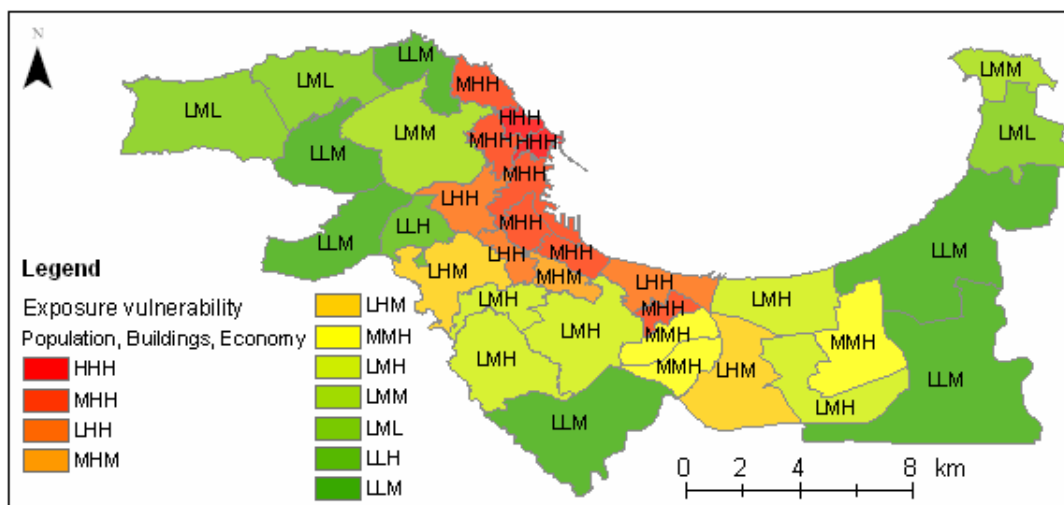 N
LLM
MHH
LMM
LML
LML
HHH
MHH
HHH
LMM
LML
LLM
MHH
LHH
LLH
MHH
LLM
LLM
MHH
LHH
LHM
MHM
LHH
LMH
LMH
MHH
LMH
MMH
MMH
LMH
MMH
LHM
LLM
LMH
LLM
Legend
Exposure vulnerability
Population, Buildings, Economy
HHH
MHH
LHH
MHM
LHM
MMH
LMH
LMM
LML
LLH
LLM
0 2 4 8 km